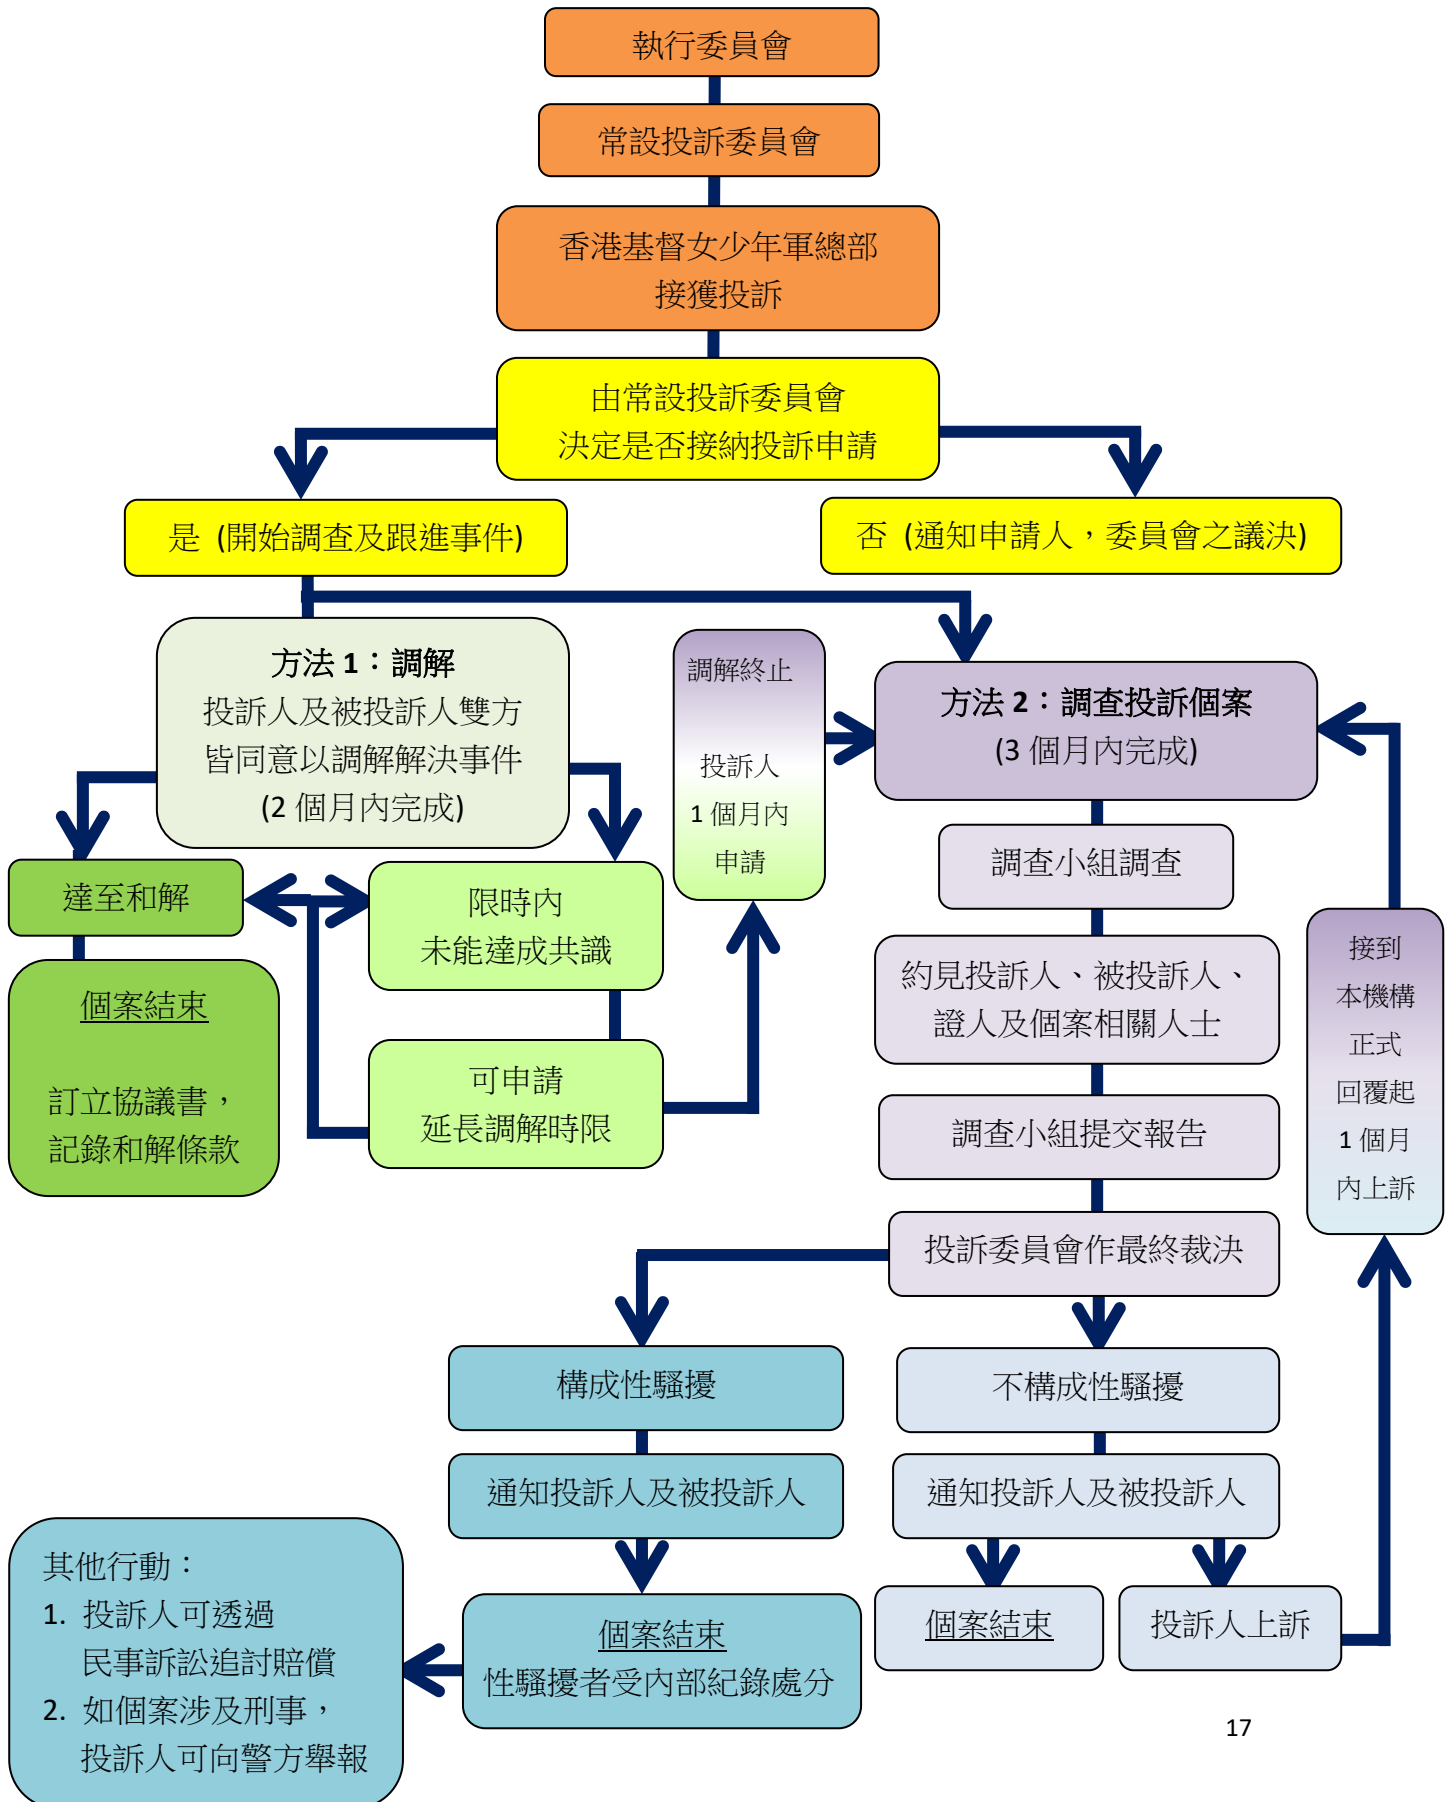 執行委員會
常設投訴委員會
香港基督女少年軍總部
接獲投訴
由常設投訴委員會
決定是否接納投訴申請
是 (開始調查及跟進事件)
否 (通知申請人，委員會之議決)
方法 1：調解
投訴人及被投訴人雙方
皆同意以調解解決事件
(2 個月內完成)
調解終止
投訴人
1 個月內
申請
方法 2：調查投訴個案
(3 個月內完成)
達至和解
限時內
未能達成共識
調查小組調查
個案結束
訂立協議書，
記錄和解條款
可申請
延長調解時限
約見投訴人、被投訴人、
證人及個案相關人士
接到
本機構
正式
回覆起
1 個月
內上訴
調查小組提交報告
投訴委員會作最終裁決
構成性騷擾
不構成性騷擾
通知投訴人及被投訴人
通知投訴人及被投訴人
其他行動：
1. 投訴人可透過
民事訴訟追討賠償
2. 如個案涉及刑事，
投訴人可向警方舉報
個案結束
性騷擾者受內部紀錄處分
個案結束
投訴人上訴
17